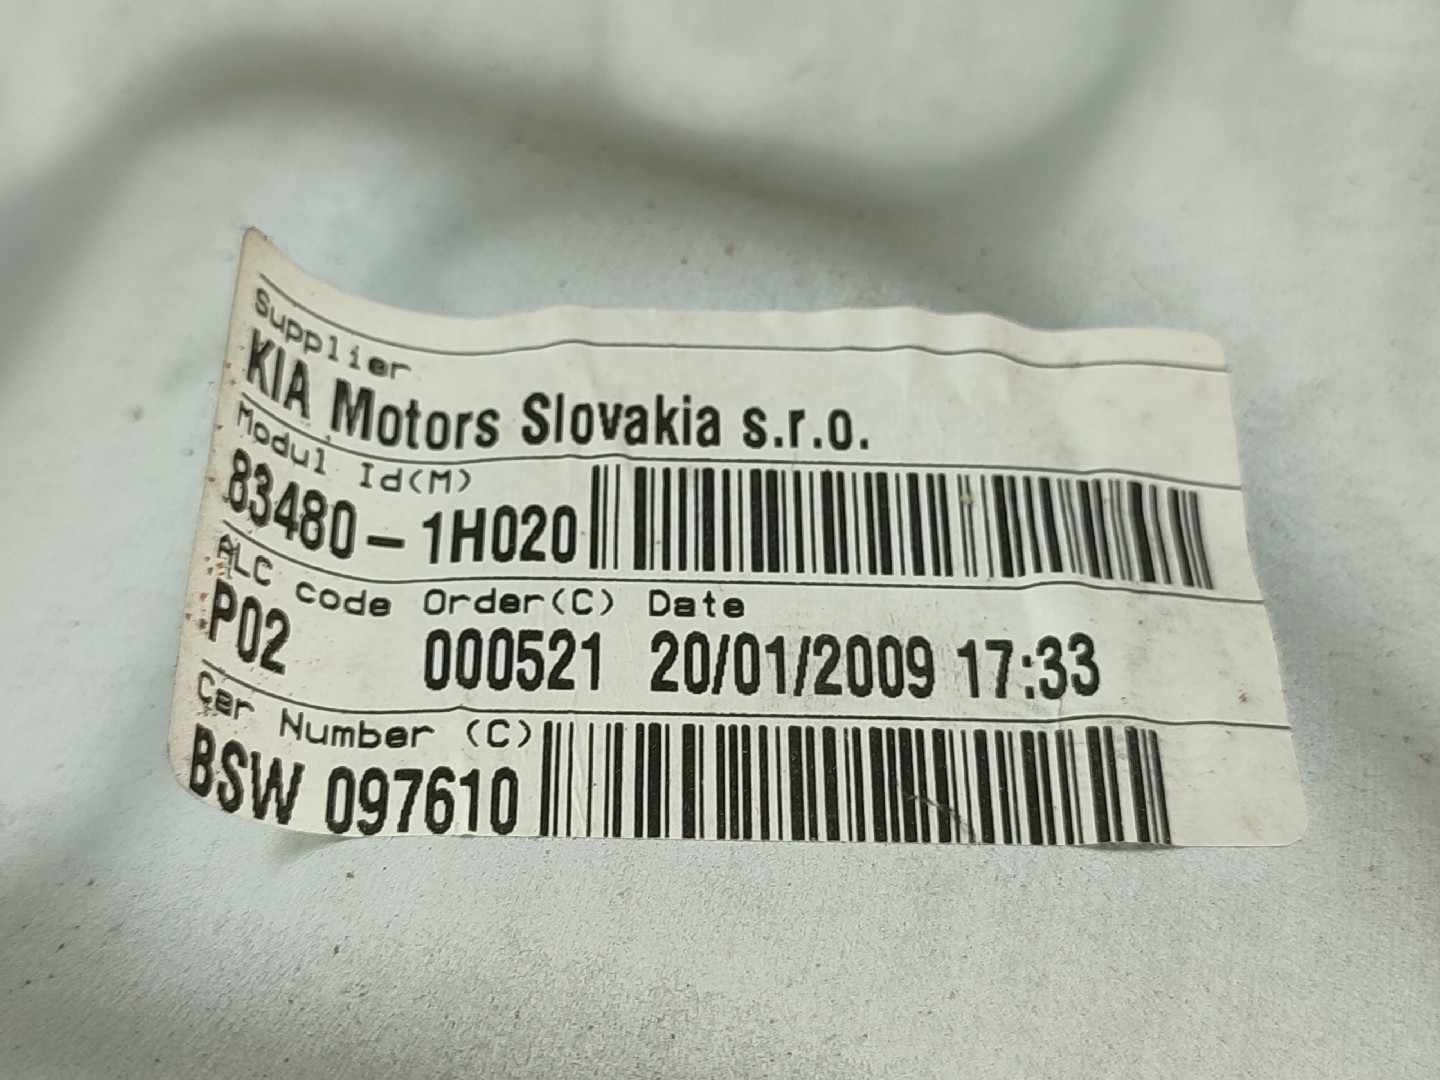 Supplier
KIA Motors Slovakia s.r.o.
Modul Id(M)
83480-1H020
ALC code Order(C) Date
P02 000521 20/01/2009 17:33
Car Number (C)
BSW 097610